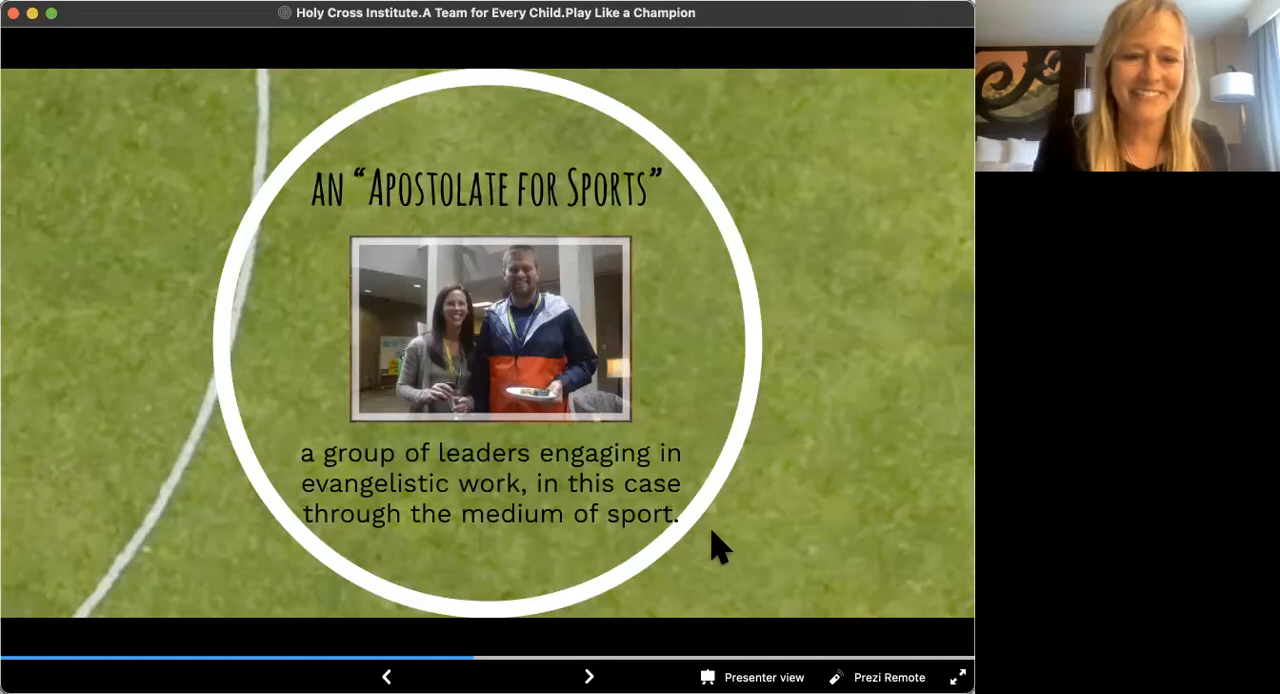 Holy Cross Institute.A Team for Every Child.Play Like a Champion
AN “APOSTOLATE FOR SPORTS”
a group of leaders engaging in
evangelistic work, in this case
through the medium of sport.
Presenter view
Prezi Remote